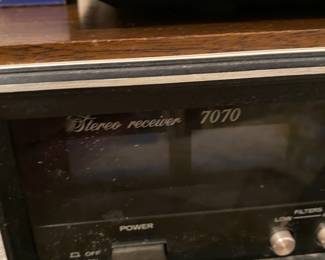 Stereo receiver 7070
FILTERS
LOW
POWER
OFF